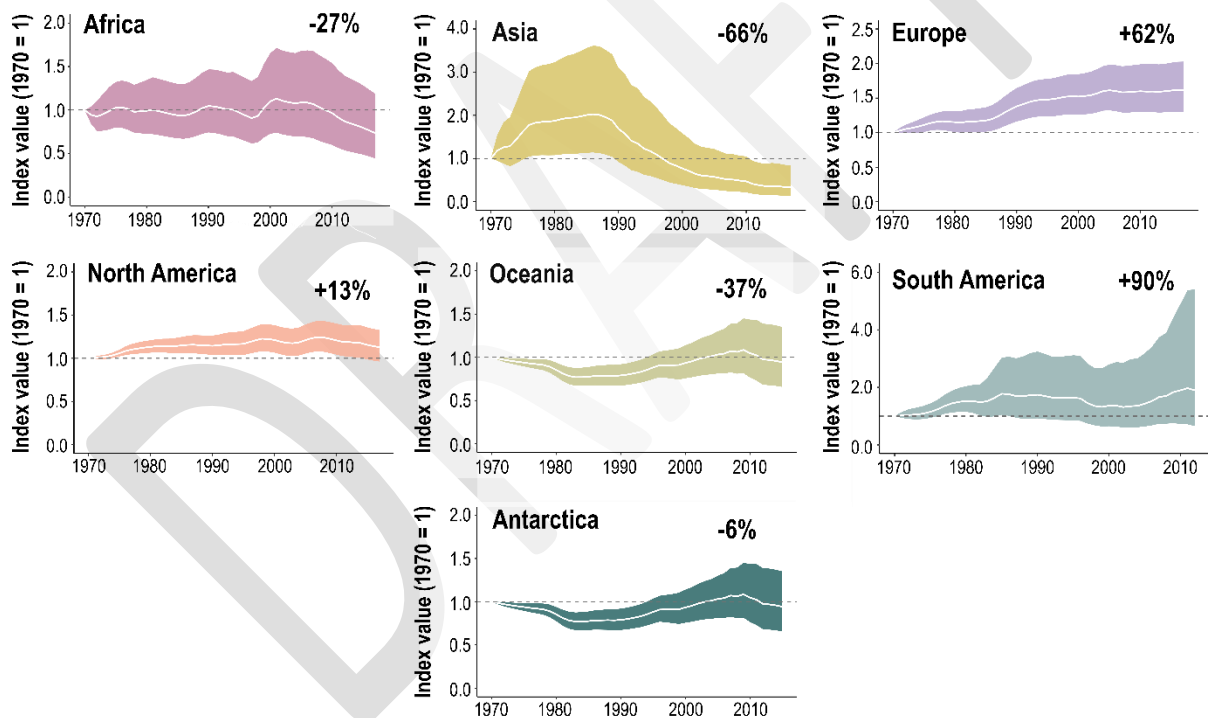 Africa
-27%
Index value (1970 = 1)
2.0
1.5
1.0
0.5
0.0
1970 1980 1990 2000 2010
Asia
-66%
Index value (1970 = 1)
4.0
3.0
2.0
1.0
0.0
1970 1980 1990 2000 2010
Europe
+62%
Index value (1970 = 1)
2.5
2.0
1.5
1.0
0.5
0.0
1970 1980 1990 2000 2010
North America
+13%
Index value (1970 = 1)
2.0
1.5
1.0
0.5
0.0
1970 1980 1990 2000 2010
Oceania
-37%
Index value (1970 = 1)
2.0
1.5
1.0
0.5
0.0
1970 1980 1990 2000 2010
South America
+90%
Index value (1970 = 1)
6.0
4.0
2.0
0.0
1970 1980 1990 2000 2010
Antarctica
-6%
Index value (1970 = 1)
2.0
1.5
1.0
0.5
0.0
1970 1980 1990 2000 2010
DRAFT